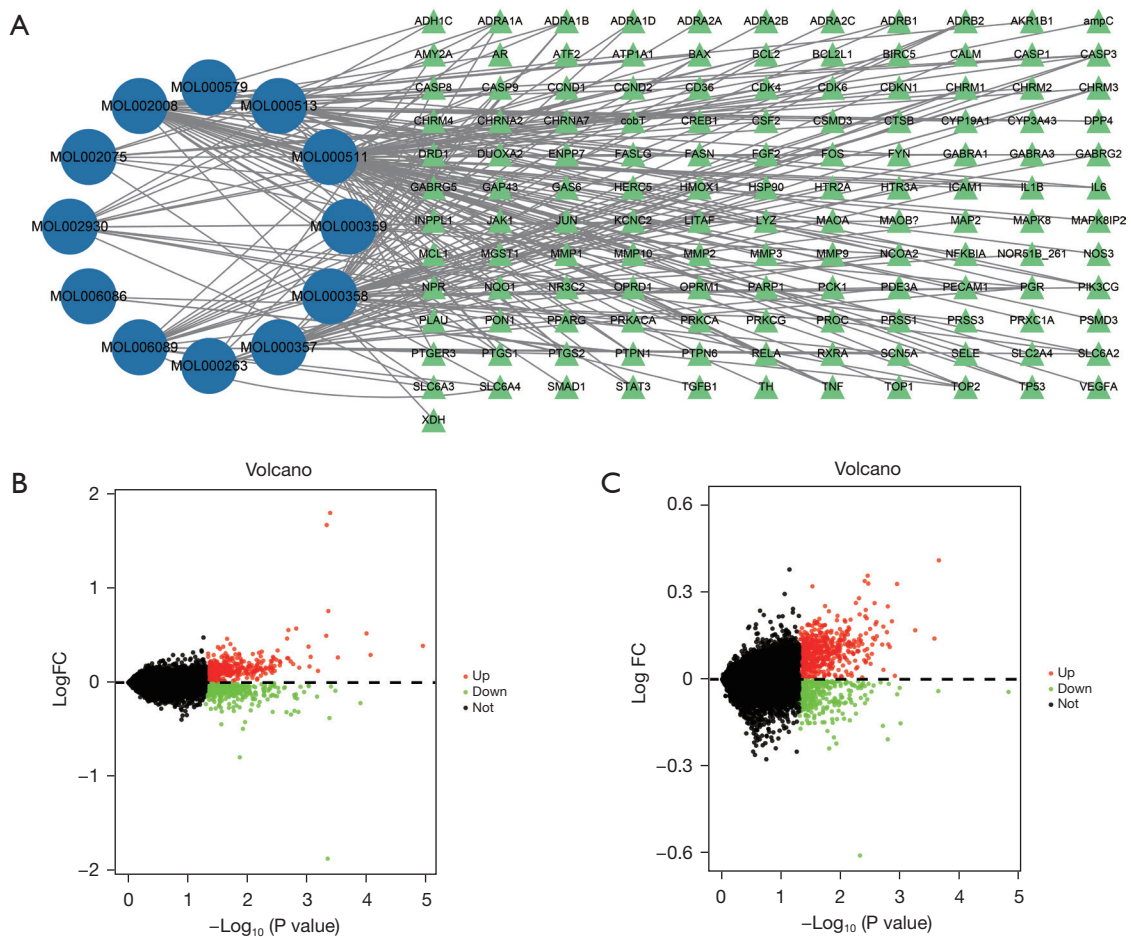 A
ADH1C ADRA1A ADRA1B ADRA1D ADRA2A ADRA2B ADRA2C ADRB1 ADRB2 AKR1B1 ampC
AMY2A AR ATF2 ATP1A1 BAX BCL2 BCL2L1 BIRC5 CALM CASP1 CASP3
CASP8 CASP9 CCND1 CCND2 CD36 CDK4 CDK6 CDKN1 CHRM1 CHRM2 CHRM3
CHRM4 CHRNA2 CHRNA7 cobT CREB1 CSF2 CSMD3 CTSB CYP19A1 CYP3A43 DPP4
DRD1 DUOXA2 ENPP7 FASLG FASN FGF2 FOS FYN GABRA1 GABRA3 GABRG2
GABRG5 GAP43 GAS6 HERC5 HMOX1 HSP90 HTR2A HTR3A ICAM1 IL1B IL6
INPPL1 JAK1 JUN KCNC2 LITAF LYZ MAOA MAOB? MAP2 MAPK8 MAPK8IP2
MCL1 MGST1 MMP1 MMP10 MMP2 MMP3 MMP9 NCOA2 NFKBIA NOR51B_261 NOS3
NPR NQO1 NR3C2 OPRD1 OPRM1 PARP1 PCK1 PDE3A PECAM1 PGR PIK3CG
PLAU PON1 PPARG PRKACA PRKCA PRKCG PROC PRSS1 PRSS3 PRXC1A PSMD3
PTGER3 PTGS1 PTGS2 PTPN1 PTPN6 RELA RXRA SCN5A SELE SLC2A4 SLC6A2
SLC6A3 SLC6A4 SMAD1 STAT3 TGFB1 TH TNF TOP1 TOP2 TP53 VEGFA
XDH
MOL000579
MOL002008 MOL000513
MOL002075 MOL000511
MOL002930 MOL000359
MOL006086 MOL000358
MOL006089 MOL000357
MOL000263
B
Volcano
LogFC
2
1
0
−1
−2
0 1 2 3 4 5
−Log₁₀ (P value)
Up
Down
Not
C
Volcano
Log FC
0.6
0.3
0
−0.3
−0.6
0 1 2 3 4 5
−Log₁₀ (P value)
Up
Down
Not